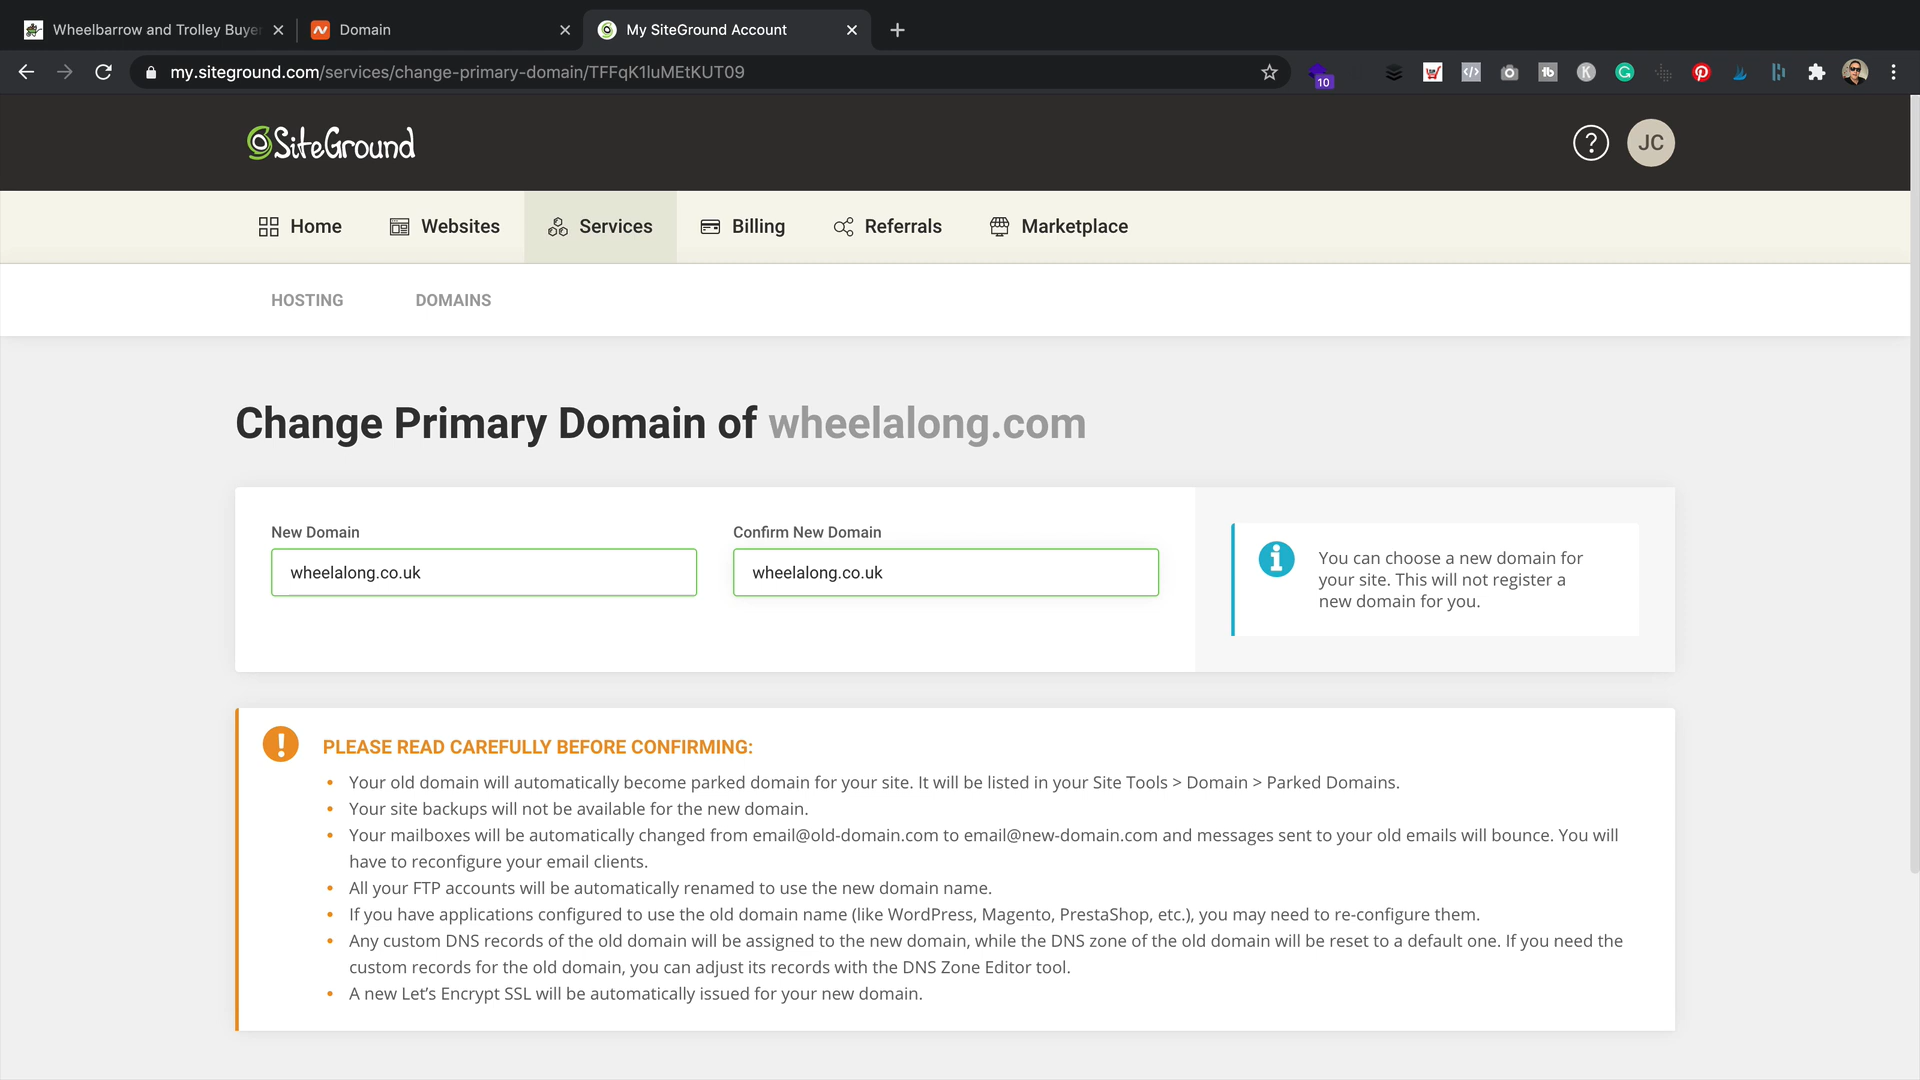 Wheelbarrow and Trolley Buye
Domain
My SiteGround Account
my.siteground.com/services/change-primary-domain/TFFqK1luMEtKUT09
10
SiteGround
?
JC
Home
Websites
Services
Billing
Referrals
Marketplace
HOSTING
DOMAINS
Change Primary Domain of wheelalong.com
New Domain
Confirm New Domain
wheelalong.co.uk
wheelalong.co.uk
You can choose a new domain for
your site. This will not register a
new domain for you.
PLEASE READ CAREFULLY BEFORE CONFIRMING:
• Your old domain will automatically become parked domain for your site. It will be listed in your Site Tools > Domain > Parked Domains.
• Your site backups will not be available for the new domain.
• Your mailboxes will be automatically changed from email@old-domain.com to email@new-domain.com and messages sent to your old emails will bounce. You will
have to reconfigure your email clients.
• All your FTP accounts will be automatically renamed to use the new domain name.
• If you have applications configured to use the old domain name (like WordPress, Magento, PrestaShop, etc.), you may need to re-configure them.
• Any custom DNS records of the old domain will be assigned to the new domain, while the DNS zone of the old domain will be reset to a default one. If you need the
custom records for the old domain, you can adjust its records with the DNS Zone Editor tool.
• A new Let's Encrypt SSL will be automatically issued for your new domain.